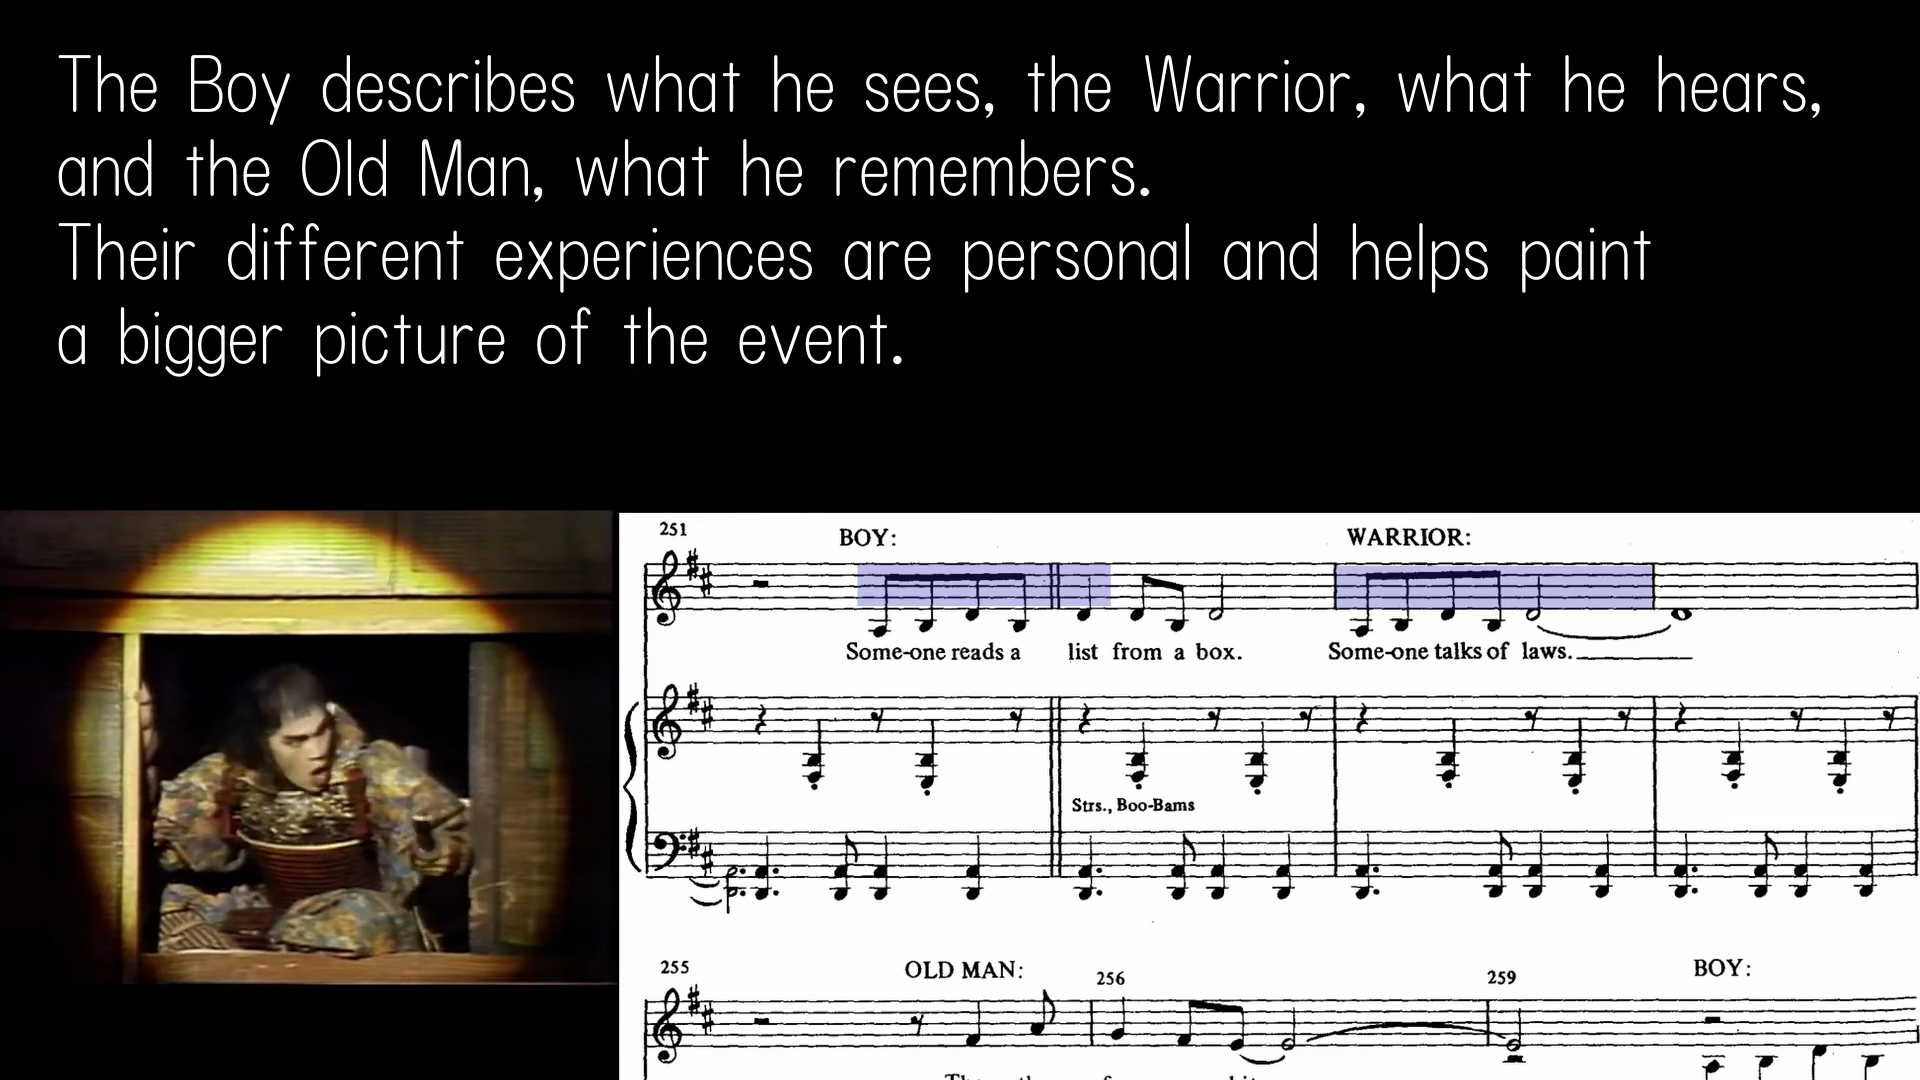 The Boy describes what he sees, the Warrior, what he hears,
and the Old Man, what he remembers.
Their different experiences are personal and helps paint
a bigger picture of the event.
251 BOY: WARRIOR:
Some-one reads a list from a box. Some-one talks of laws.
Strs., Boo-Bams
255 OLD MAN: 256 259 BOY: